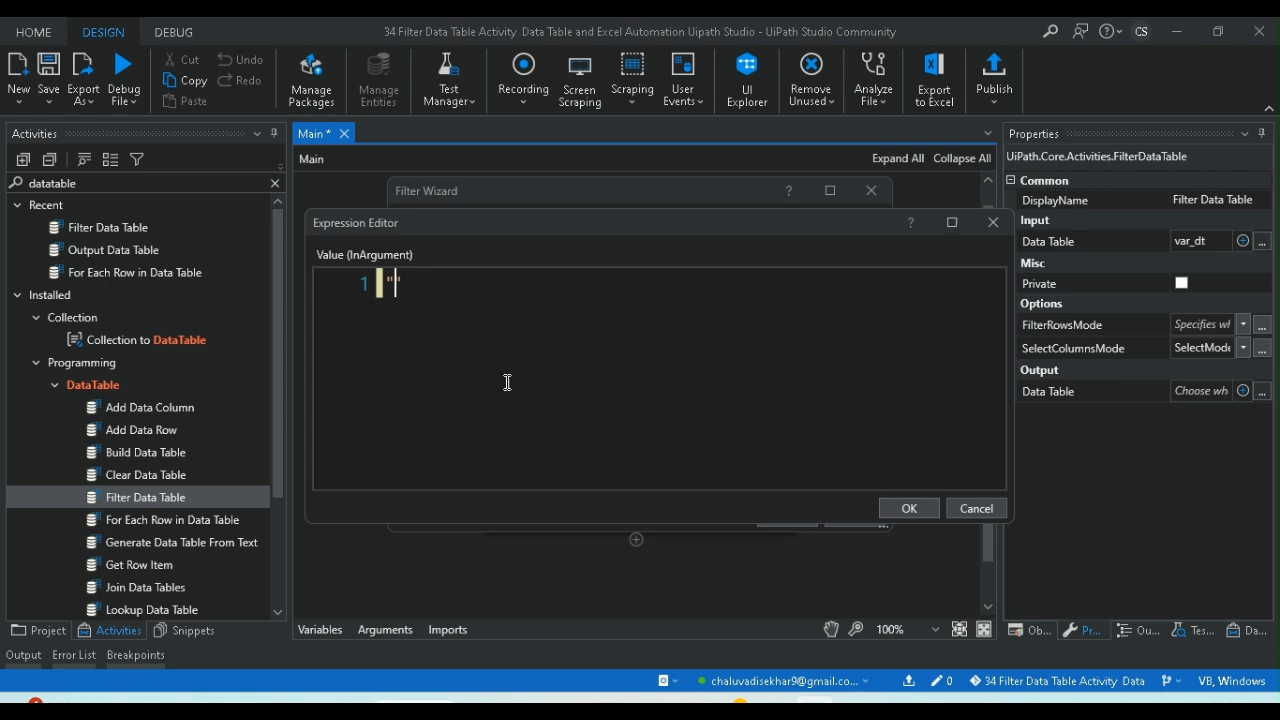 HOME DESIGN DEBUG 34 Filter Data Table Activity Data Table and Excel Automation Uipath Studio - UiPath Studio Community CS
New Save Export As Debug File Cut Copy Paste Undo Redo Manage Packages Manage Entities Test Manager Recording Screen Scraping Scraping User Events UI Explorer Remove Unused Analyze File Export to Excel Publish
Activities
datatable
Recent
Filter Data Table
Output Data Table
For Each Row in Data Table
Installed
Collection
Collection to DataTable
Programming
DataTable
Add Data Column
Add Data Row
Build Data Table
Clear Data Table
Filter Data Table
For Each Row in Data Table
Generate Data Table From Text
Get Row Item
Join Data Tables
Lookup Data Table
Project Activities Snippets
Main *
Main Expand All Collapse All
Filter Wizard ?
Expression Editor ?
Value (InArgument)
1 ""
OK Cancel
Variables Arguments Imports 100%
Properties
UiPath.Core.Activities.FilterDataTable
Common
DisplayName Filter Data Table
Input
Data Table var_dt ...
Misc
Private
Options
FilterRowsMode Specifies wh ...
SelectColumnsMode SelectMode ...
Output
Data Table Choose wh ...
Ob... Pr... Ou... Tes... Da...
Output Error List Breakpoints
chaluvadisekhar9@gmail.co... 0 34 Filter Data Table Activity Data VB, Windows